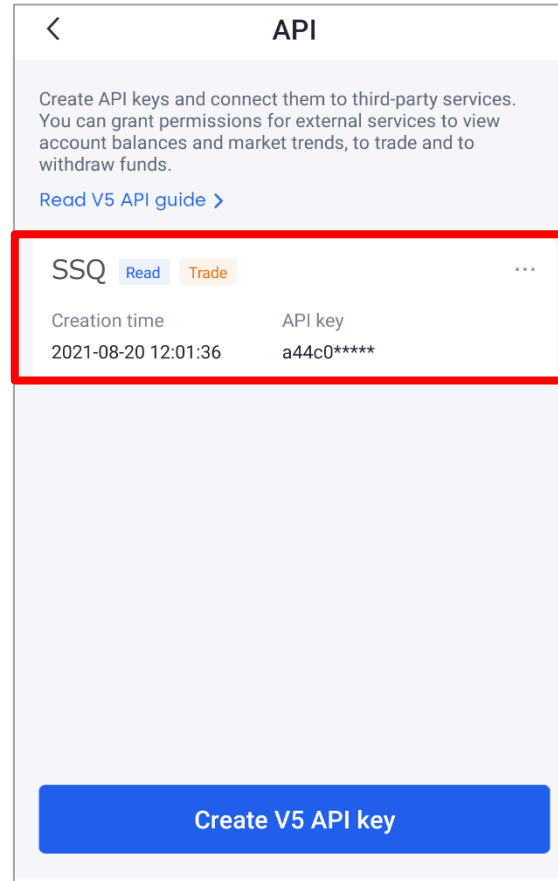 API
Create API keys and connect them to third-party services.
You can grant permissions for external services to view
account balances and market trends, to trade and to
withdraw funds.
Read V5 API guide >
SSQ Read Trade ...
Creation time API key
2021-08-20 12:01:36 a44c0*****
Create V5 API key